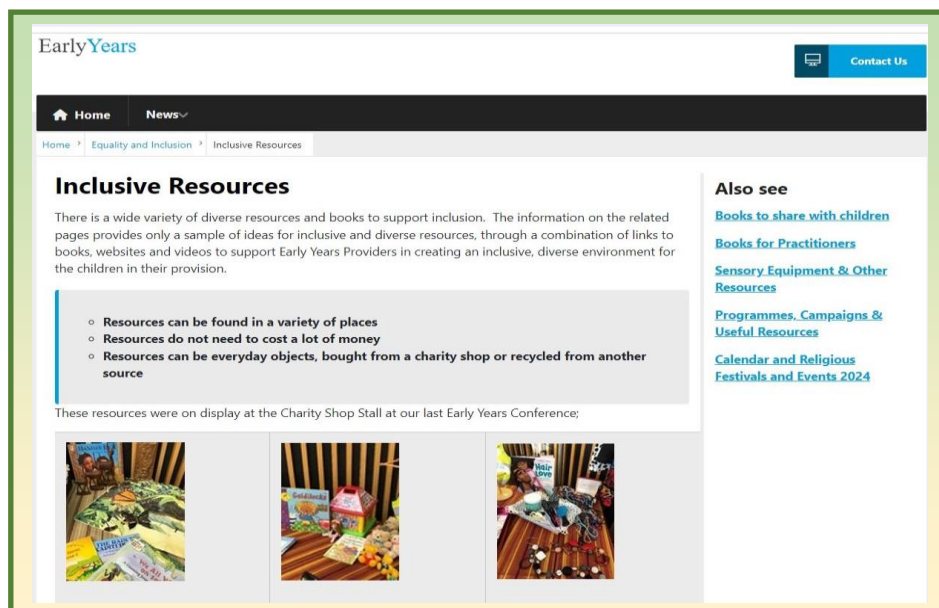 EarlyYears
Contact Us
Home
News
Home › Equality and Inclusion › Inclusive Resources
Inclusive Resources
There is a wide variety of diverse resources and books to support inclusion. The information on the related
pages provides only a sample of ideas for inclusive and diverse resources, through a combination of links to
books, websites and videos to support Early Years Providers in creating an inclusive, diverse environment for
the children in their provision.
◦ Resources can be found in a variety of places
◦ Resources do not need to cost a lot of money
◦ Resources can be everyday objects, bought from a charity shop or recycled from another
source
These resources were on display at the Charity Shop Stall at our last Early Years Conference;
Also see
Books to share with children
Books for Practitioners
Sensory Equipment & Other
Resources
Programmes, Campaigns &
Useful Resources
Calendar and Religious
Festivals and Events 2024
THE RAIN
We All
Goldilocks
Hair
Love